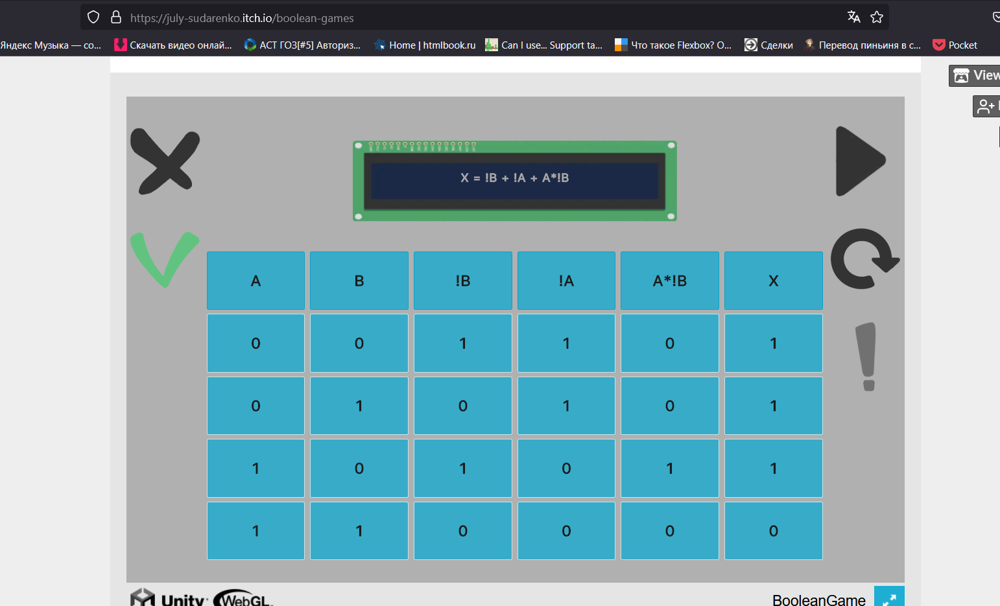 https://july-sudarenko.itch.io/boolean-games
Яндекс Музыка — со...
Скачать видео онлай...
АСТ ГОЗ[#5] Авториз...
Home | htmlbook.ru
Can I use... Support ta...
Что такое Flexbox? О...
Сделки
Перевод пиньиня в с...
Pocket
View
X = !B + !A + A*!B
A B !B !A A*!B X
0 0 1 1 0 1
0 1 0 1 0 1
1 0 1 0 1 1
1 1 0 0 0 0
Unity WebGL
BooleanGame